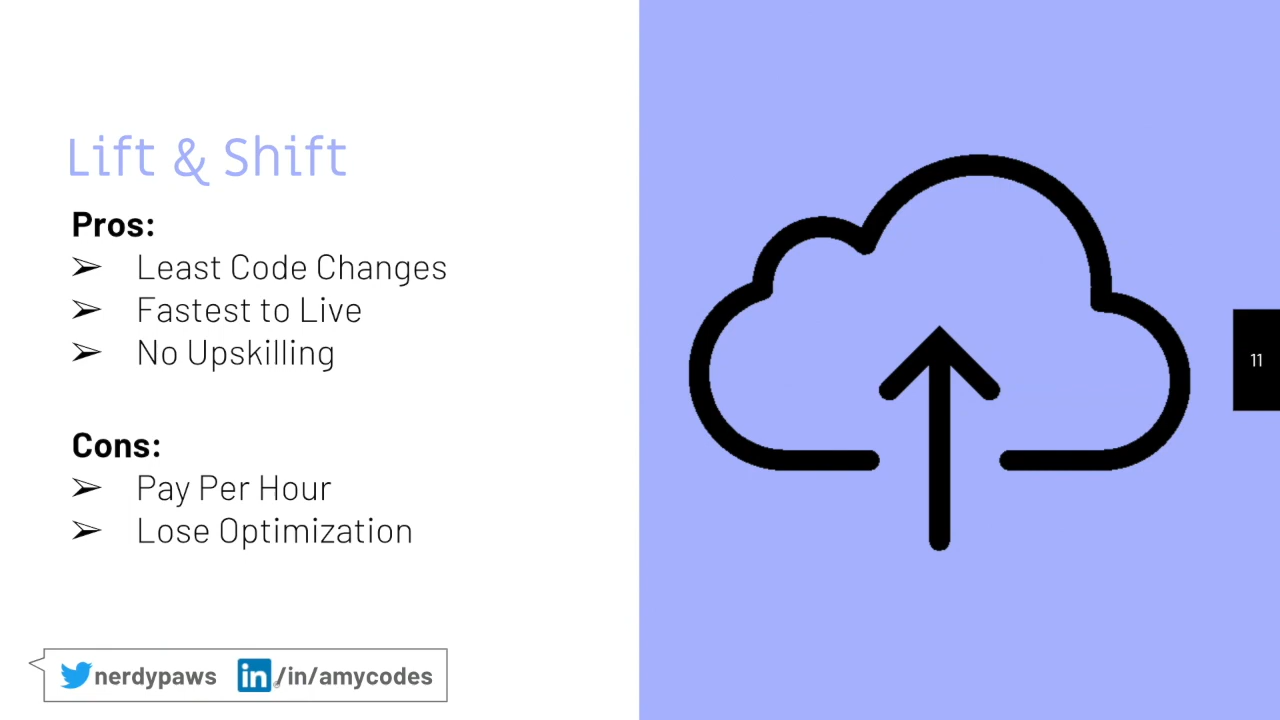 Lift & Shift
Pros:
➢ Least Code Changes
➢ Fastest to Live
➢ No Upskilling
Cons:
➢ Pay Per Hour
➢ Lose Optimization
11
nerdypaws in /in/amycodes